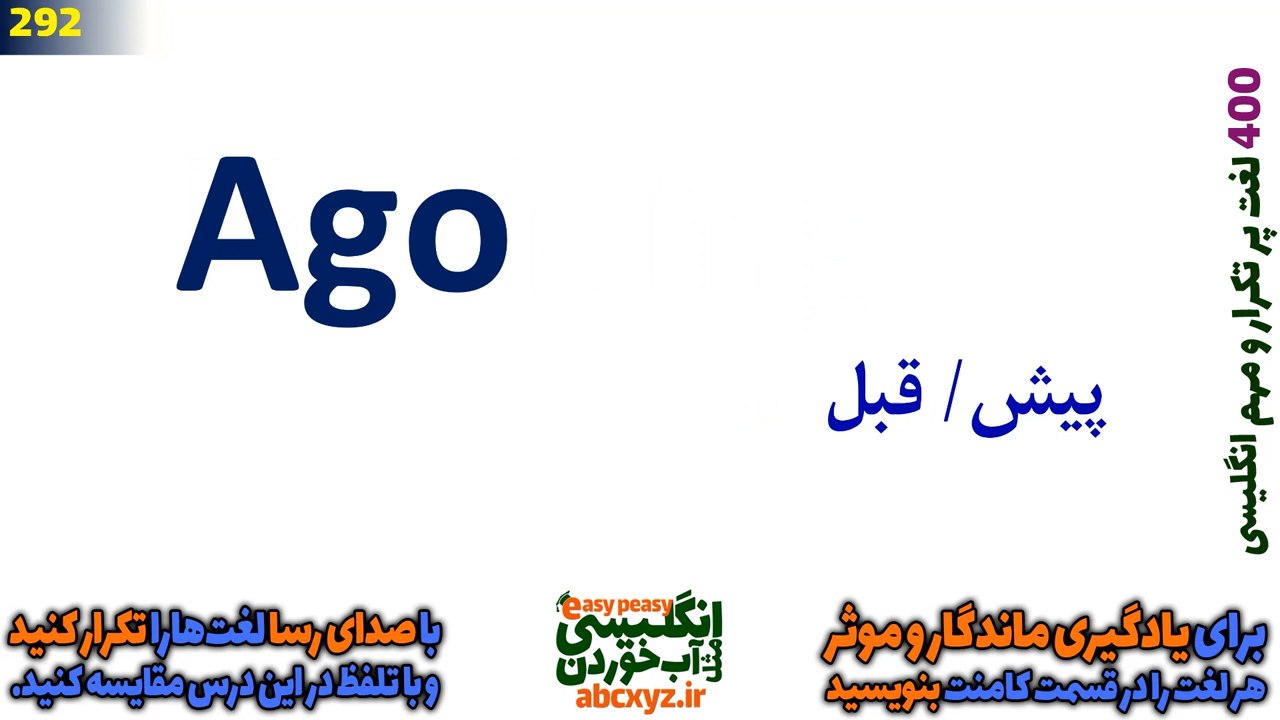 292
400 لغت پر تکرار و مهم انگلیسی
Ago
پیش / قبل
برای یادگیری ماندگار و موثر
هر لغت را در قسمت کامنت بنویسید
easy peasy
انگلیسی
مثل آب خوردن
abcxyz.ir
با صدای رسا لغت‌ها را تکرار کنید
و با تلفظ در این درس مقایسه کنید.